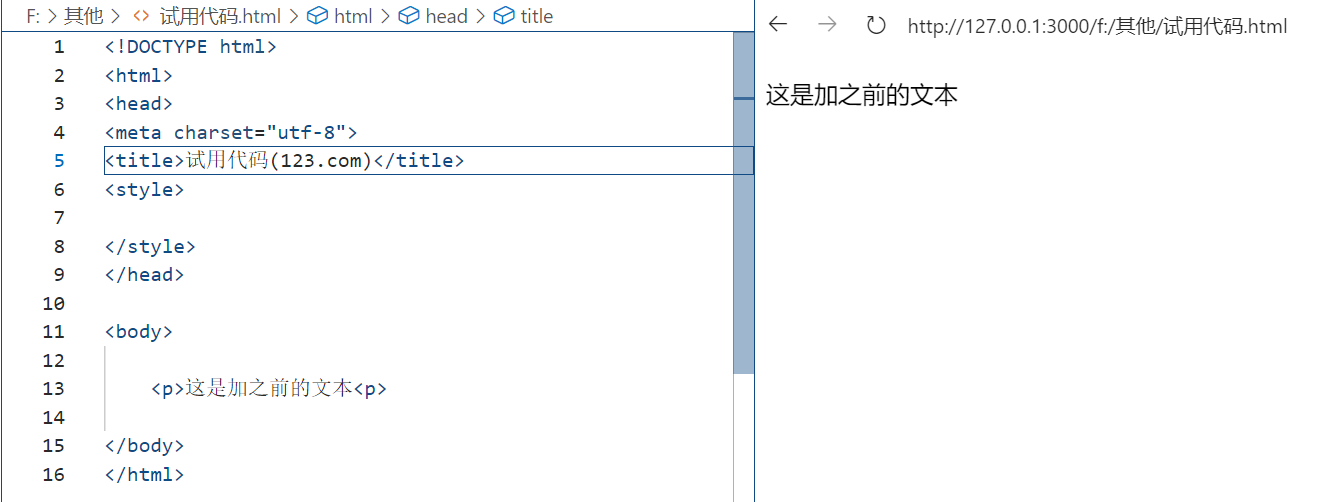 F: > 其他 > <> 试用代码.html > html > head > title
1 <!DOCTYPE html>
2 <html>
3 <head>
4 <meta charset="utf-8">
5 <title>试用代码(123.com)</title>
6 <style>
7
8 </style>
9 </head>
10
11 <body>
12
13 <p>这是加之前的文本<p>
14
15 </body>
16 </html>
http://127.0.0.1:3000/f:/其他/试用代码.html
这是加之前的文本